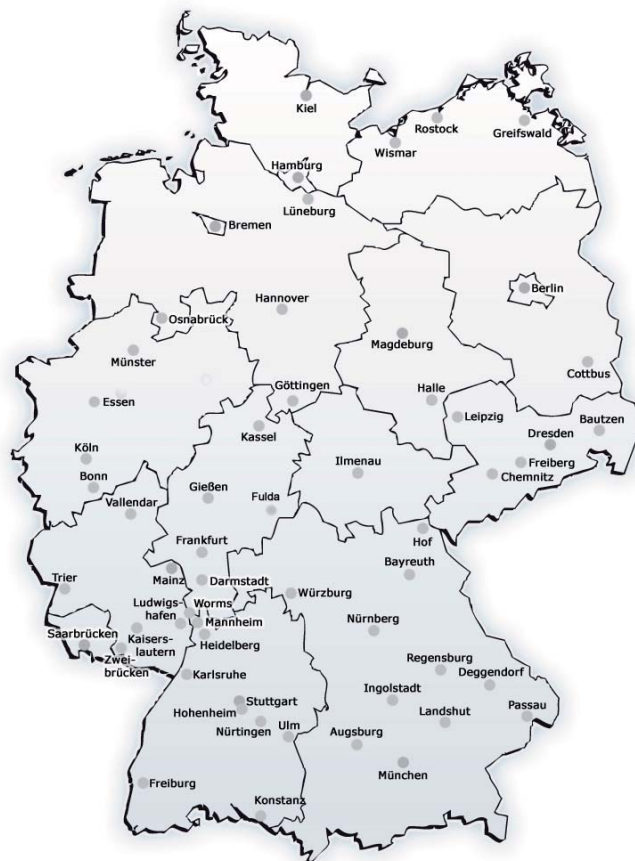 Kiel
Rostock
Greifswald
Wismar
Hamburg
Lüneburg
Bremen
Berlin
Hannover
Osnabrück
Magdeburg
Münster
Cottbus
Göttingen
Halle
Essen
Leipzig
Bautzen
Kassel
Dresden
Köln
Ilmenau
Freiberg
Bonn
Chemnitz
Gießen
Vallendar
Fulda
Hof
Frankfurt
Bayreuth
Mainz
Trier
Darmstadt
Würzburg
Ludwigs-
hafen
Worms
Mannheim
Nürnberg
Saarbrücken
Kaisers-
lautern
Heidelberg
Zwei-
brücken
Regensburg
Karlsruhe
Deggendorf
Stuttgart
Ingolstadt
Hohenheim
Passau
Landshut
Nürtingen
Ulm
Augsburg
München
Freiburg
Konstanz